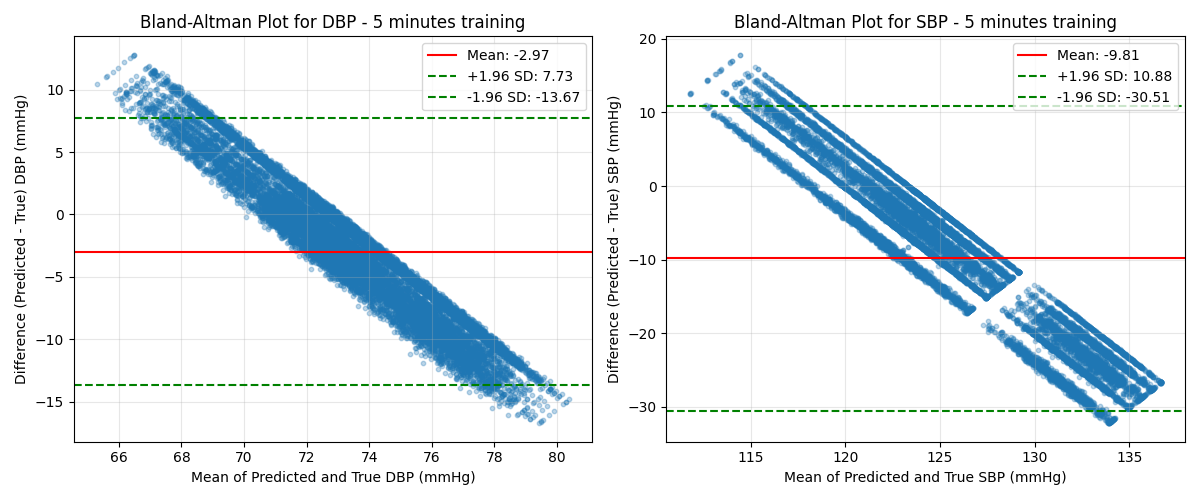 Bland-Altman Plot for DBP - 5 minutes training
Mean: -2.97
+1.96 SD: 7.73
-1.96 SD: -13.67
10
5
0
−5
−10
−15
Difference (Predicted - True) DBP (mmHg)
66 68 70 72 74 76 78 80
Mean of Predicted and True DBP (mmHg)
Bland-Altman Plot for SBP - 5 minutes training
Mean: -9.81
+1.96 SD: 10.88
-1.96 SD: -30.51
20
10
0
−10
−20
−30
Difference (Predicted - True) SBP (mmHg)
115 120 125 130 135
Mean of Predicted and True SBP (mmHg)